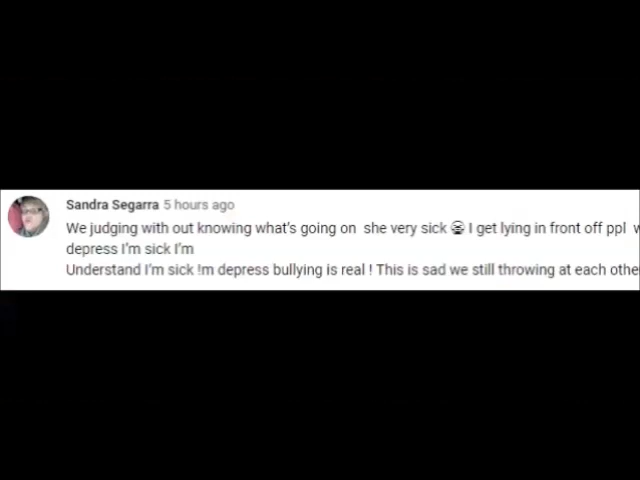 Sandra Segarra 5 hours ago
We judging with out knowing what's going on she very sick 😭 I get lying in front off ppl
depress I'm sick I'm
Understand I'm sick !m depress bullying is real ! This is sad we still throwing at each othe